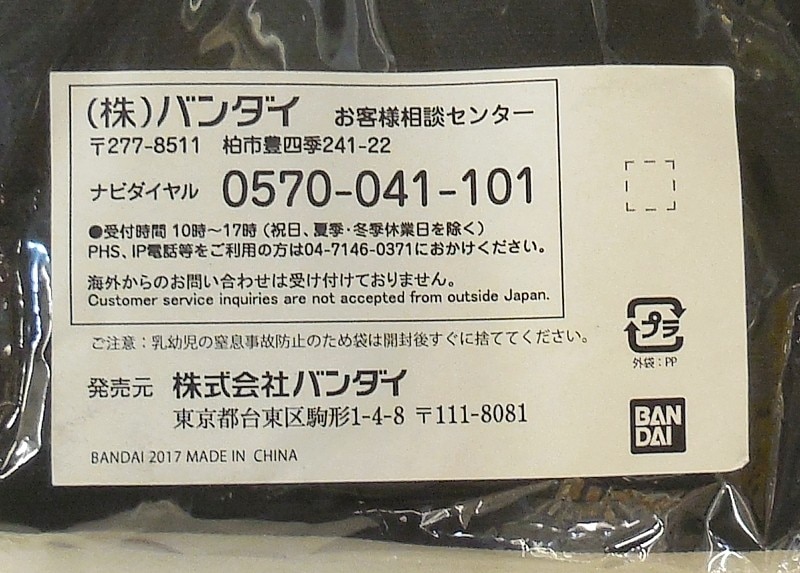 (株)バンダイ お客様相談センター
〒277-8511 柏市豊四季241-22
ナビダイヤル 0570-041-101
●受付時間 10時～17時(祝日、夏季・冬季休業日を除く)
PHS、IP電話等をご利用の方は04-7146-0371におかけください。
海外からのお問い合わせは受け付けておりません。
Customer service inquiries are not accepted from outside Japan.
ご注意：乳幼児の窒息事故防止のため袋は開封後すぐに捨ててください。
プラ
外袋：PP
発売元 株式会社バンダイ
東京都台東区駒形1-4-8 〒111-8081
BAN
DAI
BANDAI 2017 MADE IN CHINA